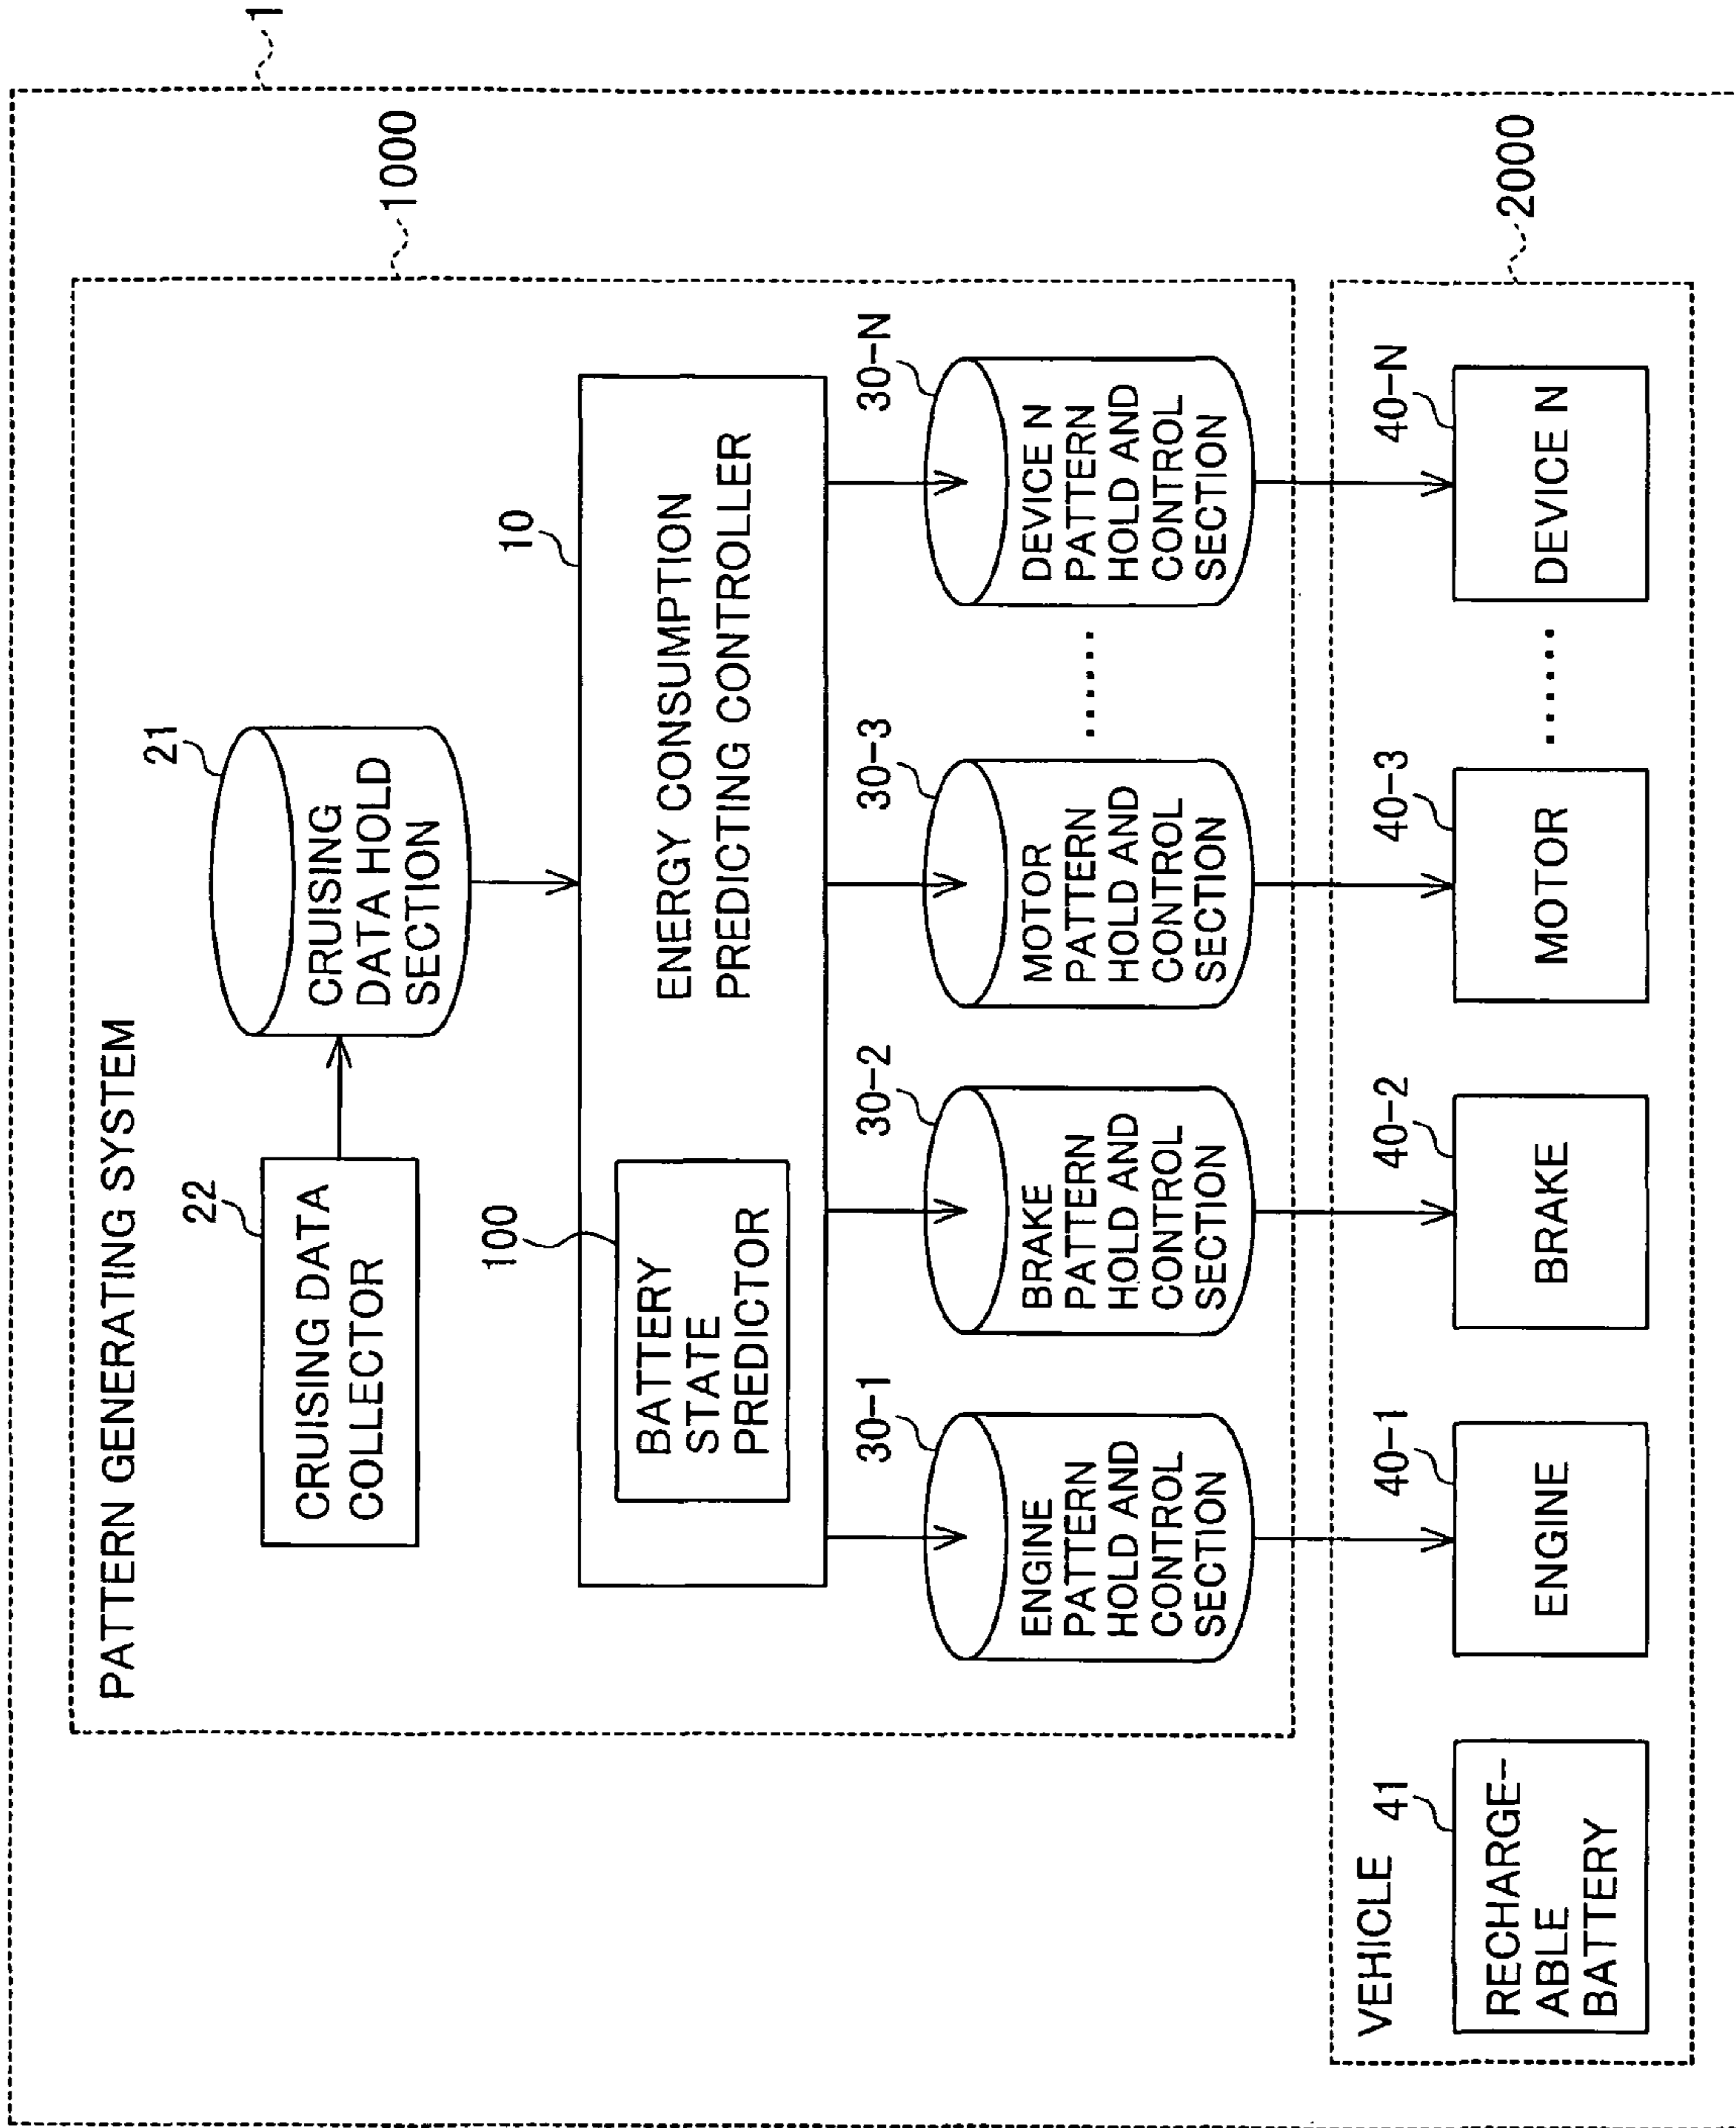 1
1000
PATTERN GENERATING SYSTEM
22
CRUISING DATA
COLLECTOR
21
CRUISING
DATA HOLD
SECTION
10
ENERGY CONSUMPTION
PREDICTING CONTROLLER
100
BATTERY
STATE
PREDICTOR
30-1
ENGINE
PATTERN
HOLD AND
CONTROL
SECTION
30-2
BRAKE
PATTERN
HOLD AND
CONTROL
SECTION
30-3
MOTOR
PATTERN
HOLD AND
CONTROL
SECTION
......
30-N
DEVICE N
PATTERN
HOLD AND
CONTROL
SECTION
2000
VEHICLE
41
RECHARGE-
ABLE
BATTERY
40-1
ENGINE
40-2
BRAKE
40-3
MOTOR
......
40-N
DEVICE N